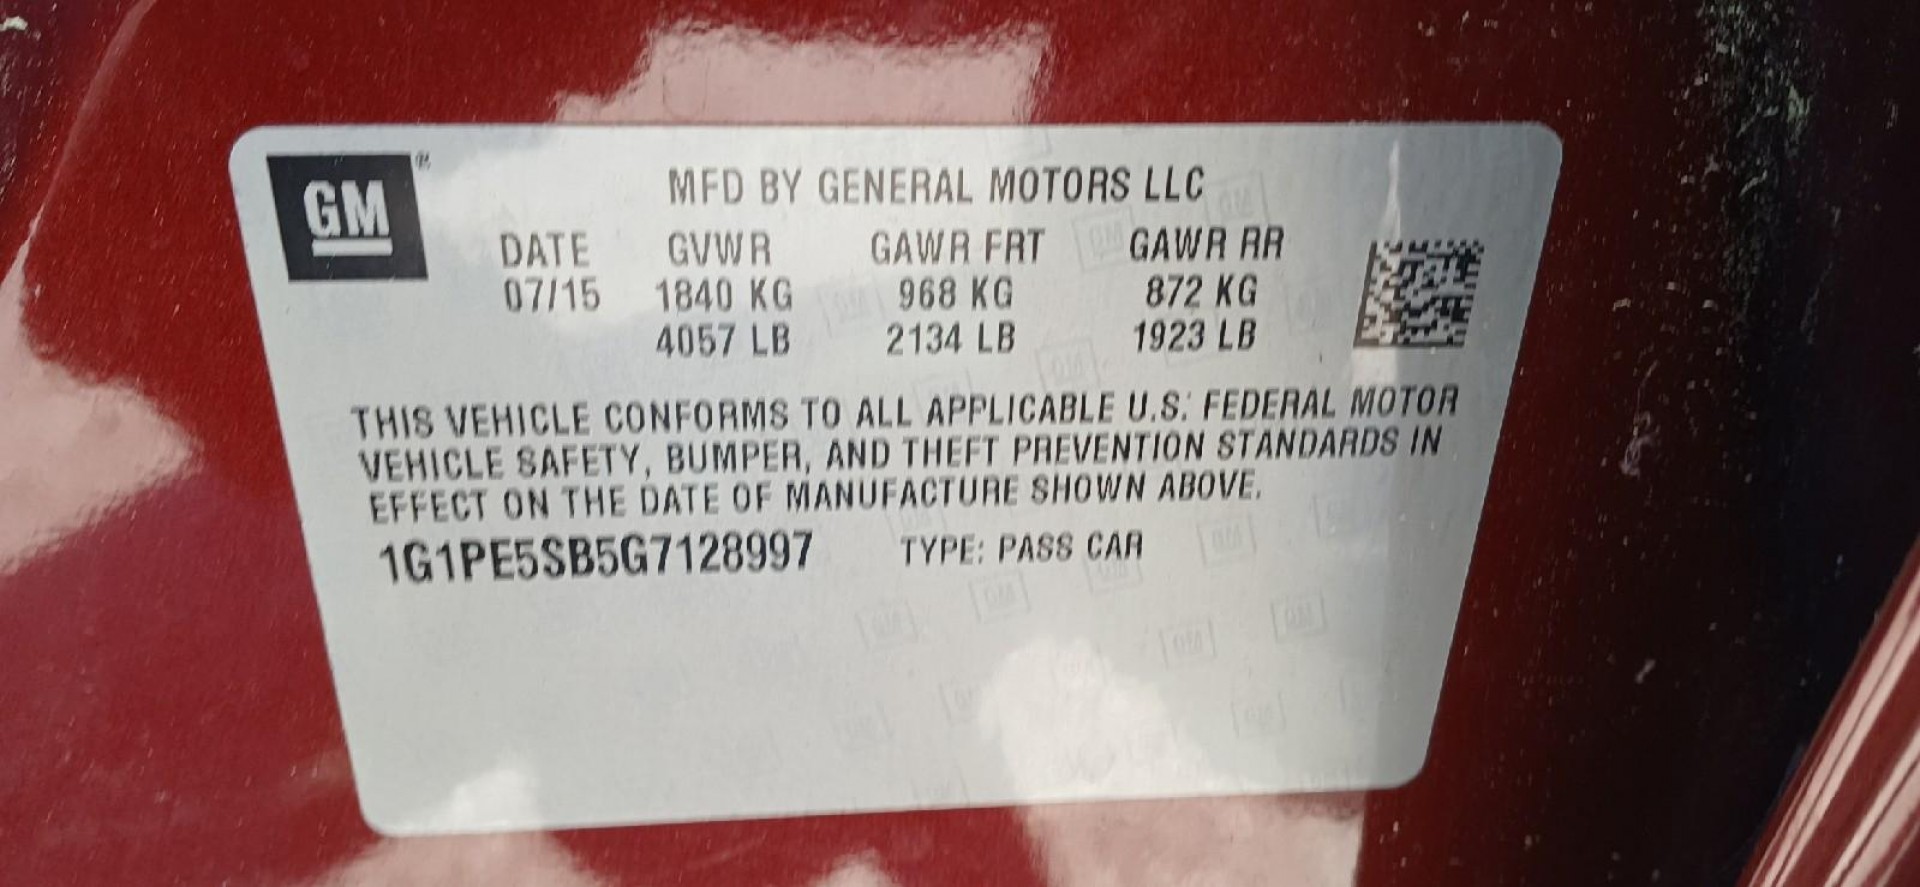 GM ®
MFD BY GENERAL MOTORS LLC
DATE GVWR GAWR FRT GAWR RR
07/15 1840 KG 968 KG 872 KG
4057 LB 2134 LB 1923 LB
THIS VEHICLE CONFORMS TO ALL APPLICABLE U.S. FEDERAL MOTOR
VEHICLE SAFETY, BUMPER, AND THEFT PREVENTION STANDARDS IN
EFFECT ON THE DATE OF MANUFACTURE SHOWN ABOVE.
1G1PE5SB5G7128997 TYPE: PASS CAR